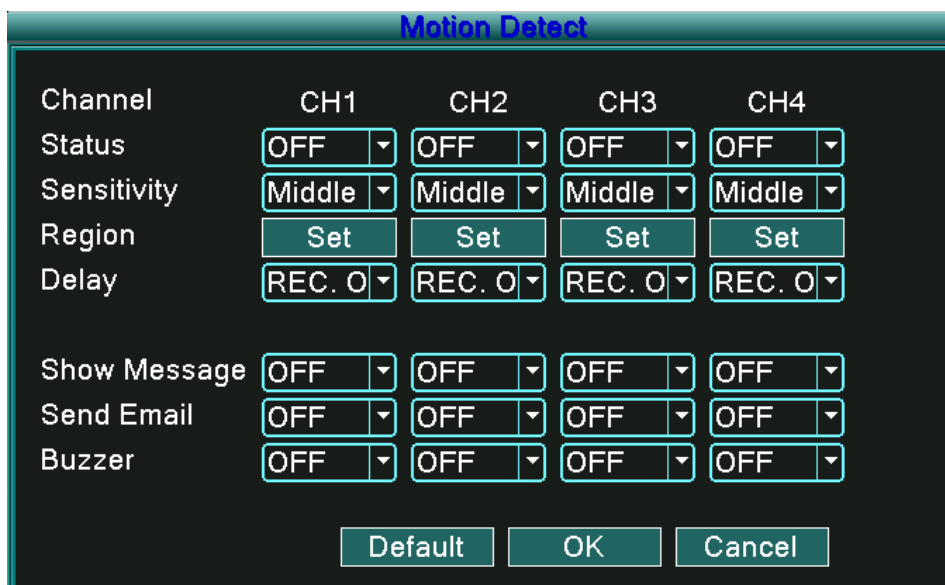 Motion Detect
Channel CH1 CH2 CH3 CH4
Status OFF OFF OFF OFF
Sensitivity Middle Middle Middle Middle
Region Set Set Set Set
Delay REC. O REC. O REC. O REC. O
Show Message OFF OFF OFF OFF
Send Email OFF OFF OFF OFF
Buzzer OFF OFF OFF OFF
Default OK Cancel